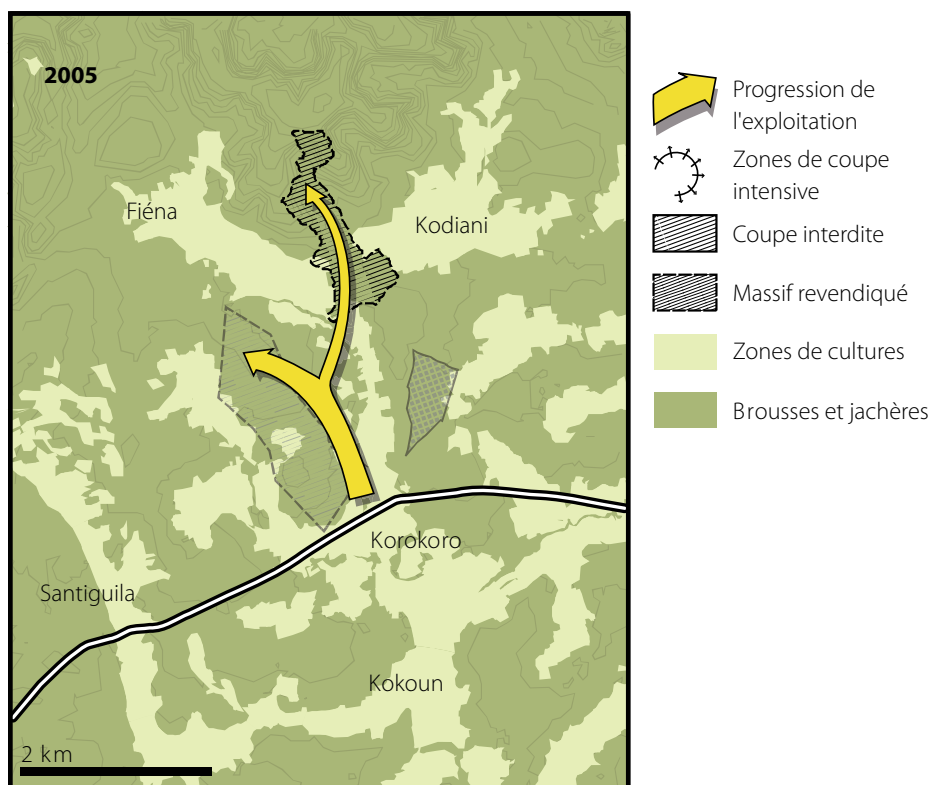 2005
Fiéna
Kodiani
Korokoro
Santiguila
Kokoun
2 km
Progression de
l'exploitation
Zones de coupe
intensive
Coupe interdite
Massif revendiqué
Zones de cultures
Brousses et jachères